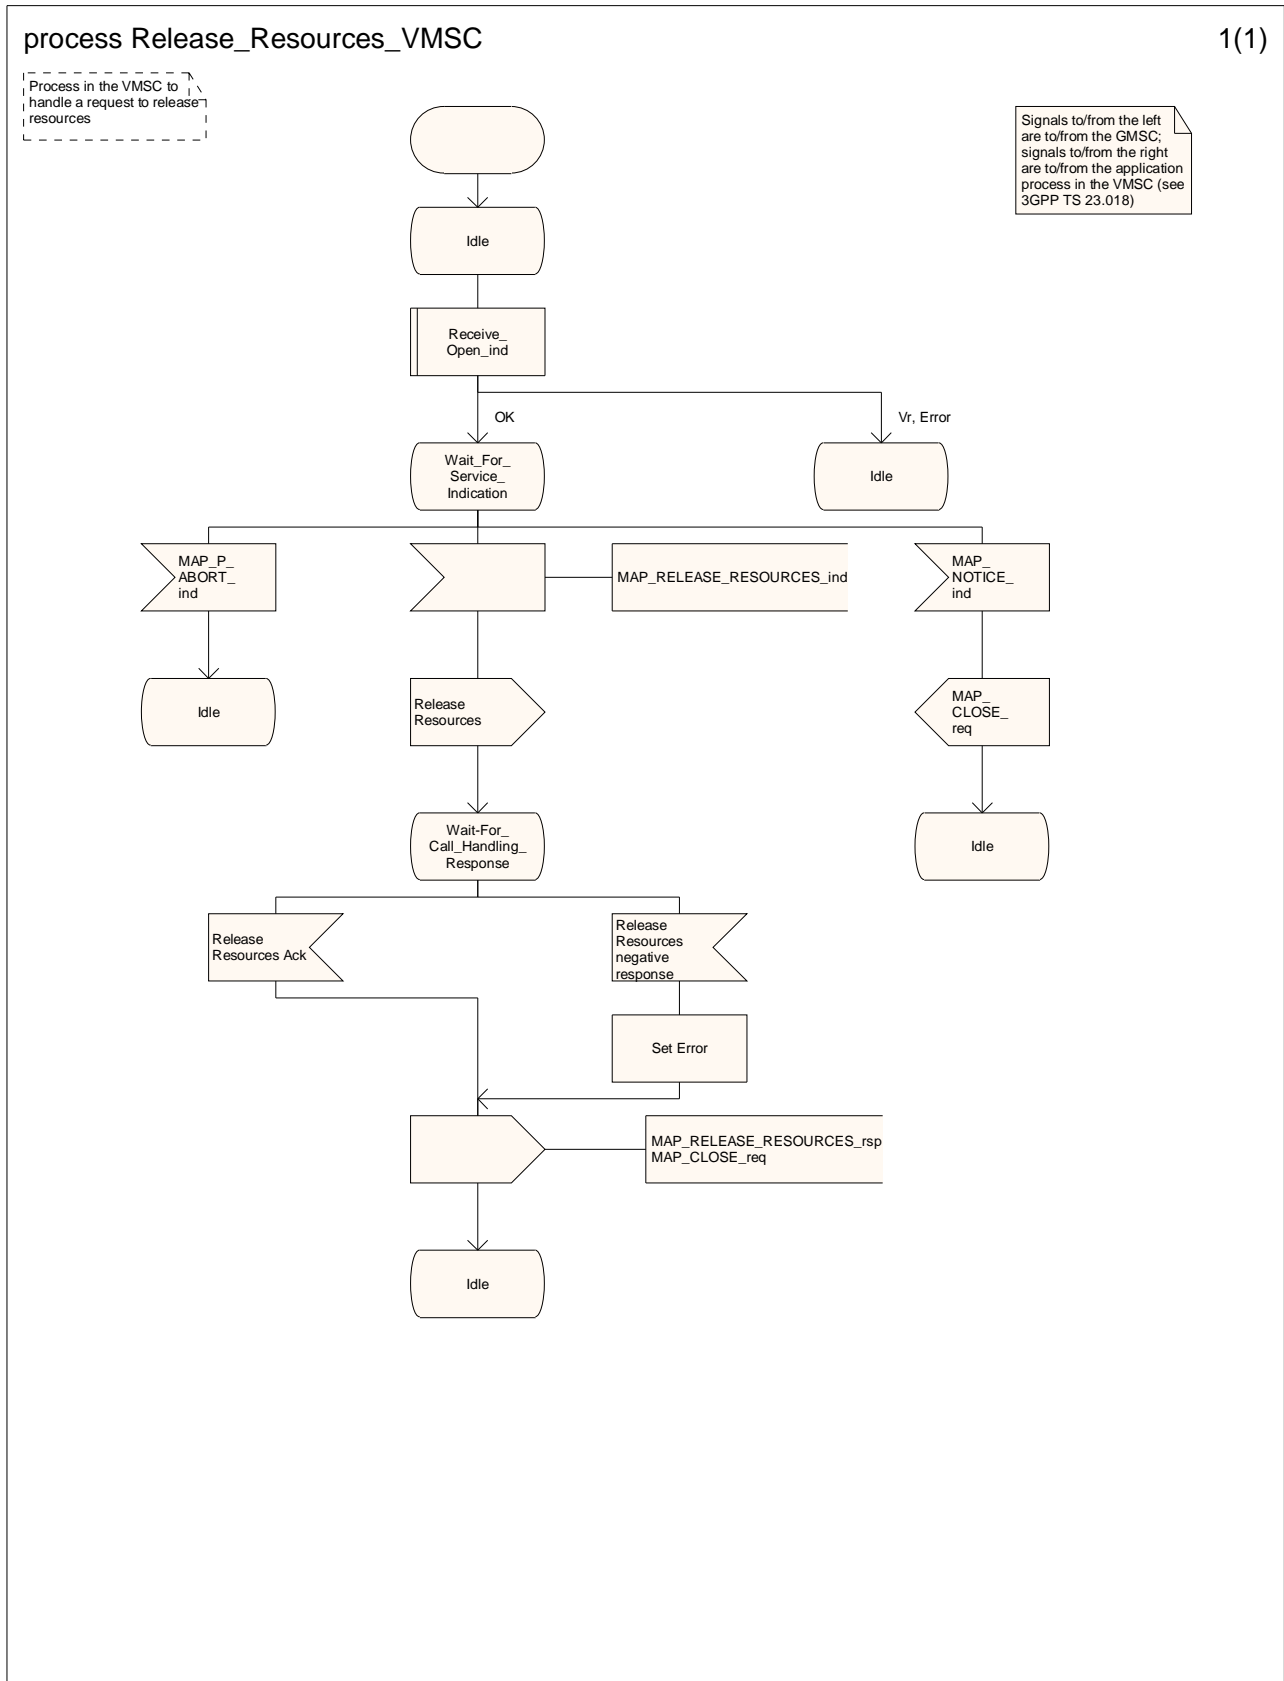 process Release_Resources_VMSC
1(1)
Process in the VMSC to
handle a request to release
resources
Signals to/from the left
are to/from the GMSC;
signals to/from the right
are to/from the application
process in the VMSC (see
3GPP TS 23.018)
Idle
Receive_
Open_ind
OK
Vr, Error
Wait_For_
Service_
Indication
Idle
MAP_P_
ABORT_
ind
MAP_RELEASE_RESOURCES_ind
MAP_
NOTICE_
ind
Idle
Release
Resources
MAP_
CLOSE_
req
Wait-For_
Call_Handling_
Response
Idle
Release
Resources Ack
Release
Resources
negative
response
Set Error
MAP_RELEASE_RESOURCES_rsp
MAP_CLOSE_req
Idle